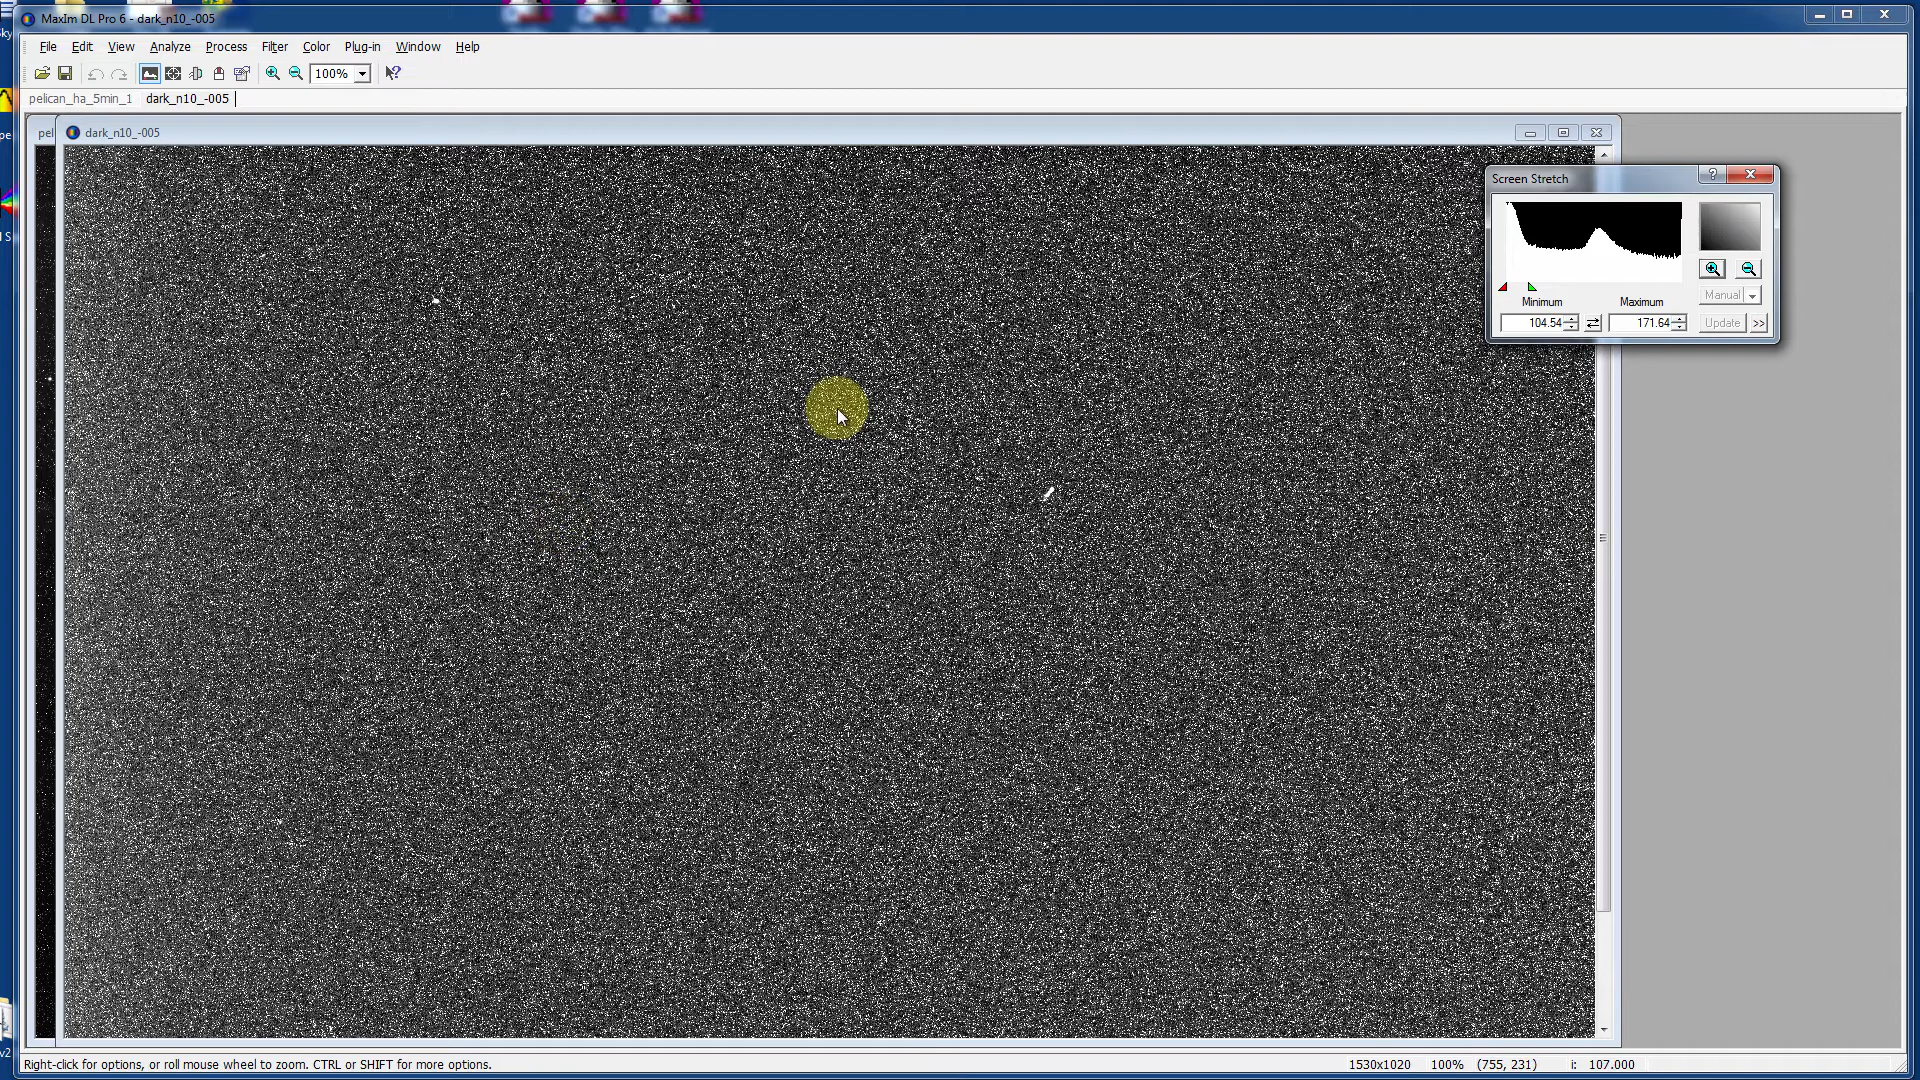 MaxIm DL Pro 6 - dark_n10_-005
File Edit View Analyze Process Filter Color Plug-in Window Help
100%
pelican_ha_5min_1 dark_n10_-005
pel dark_n10_-005
Screen Stretch
Minimum Maximum Manual
104.54 171.64 Update >>
Right-click for options, or roll mouse wheel to zoom. CTRL or SHIFT for more options. 1530x1020 100% (755, 231) i: 107.000